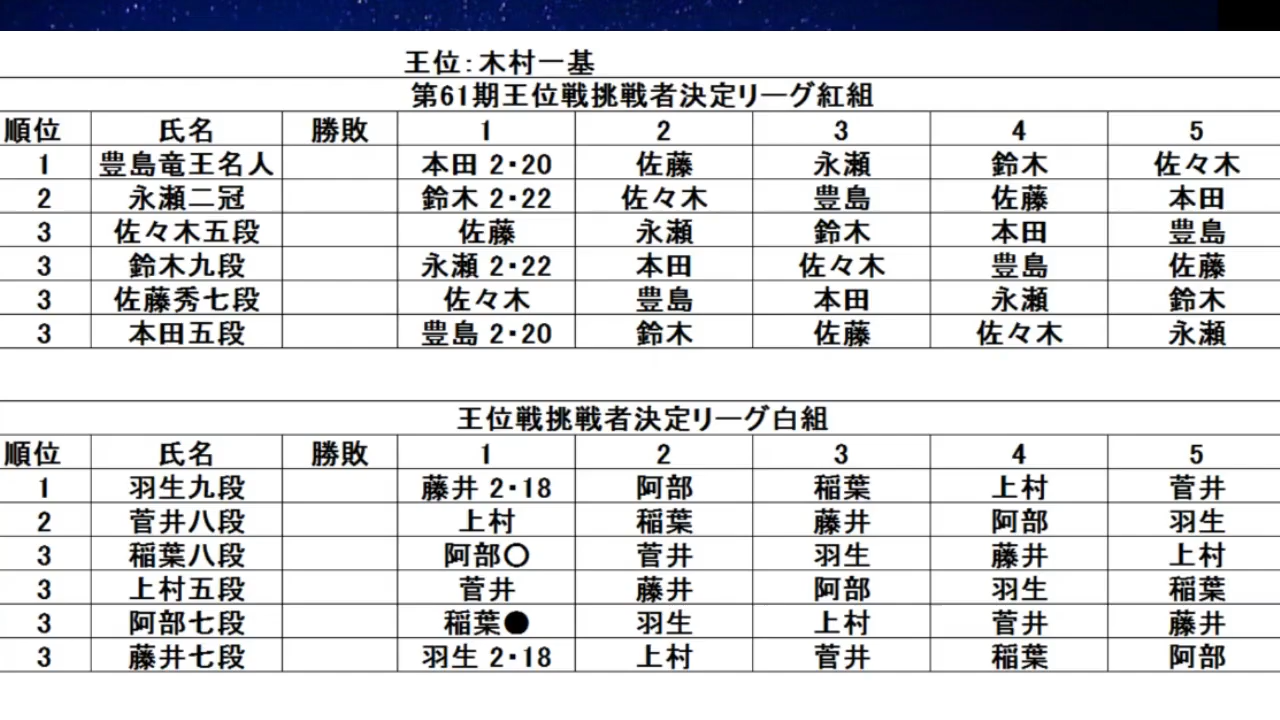 王位:木村一基
第61期王位戦挑戦者決定リーグ紅組
順位 氏名 勝敗 1 2 3 4 5
1 豊島竜王名人 本田 2・20 佐藤 永瀬 鈴木 佐々木
2 永瀬二冠 鈴木 2・22 佐々木 豊島 佐藤 本田
3 佐々木五段 佐藤 永瀬 鈴木 本田 豊島
3 鈴木九段 永瀬 2・22 本田 佐々木 豊島 佐藤
3 佐藤秀七段 佐々木 豊島 本田 永瀬 鈴木
3 本田五段 豊島 2・20 鈴木 佐藤 佐々木 永瀬
王位戦挑戦者決定リーグ白組
順位 氏名 勝敗 1 2 3 4 5
1 羽生九段 藤井 2・18 阿部 稲葉 上村 菅井
2 菅井八段 上村 稲葉 藤井 阿部 羽生
3 稲葉八段 阿部〇 菅井 羽生 藤井 上村
3 上村五段 菅井 藤井 阿部 羽生 稲葉
3 阿部七段 稲葉● 羽生 上村 菅井 藤井
3 藤井七段 羽生 2・18 上村 菅井 稲葉 阿部